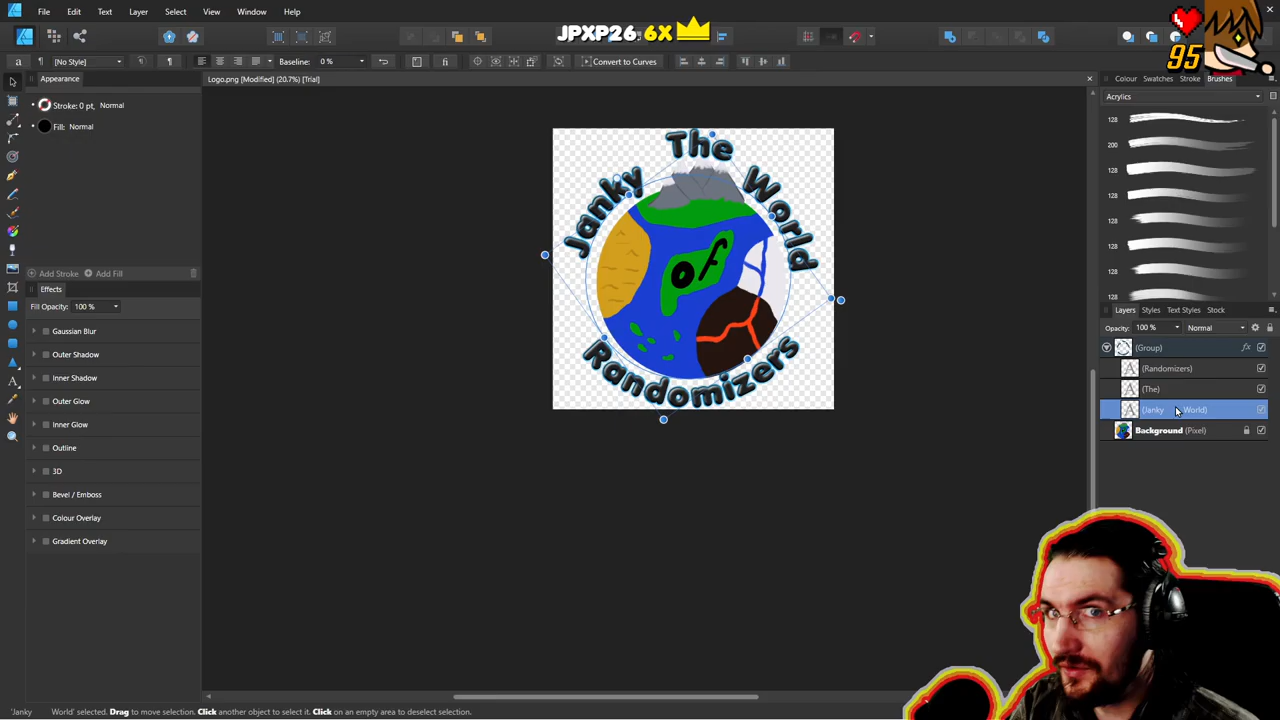 File Edit Text Layer Select View Window Help
JPXP26 6X
95
[No Style] Baseline: 0 % Convert to Curves
Appearance
Logo.png [Modified] (20.7%) [Trial]
Colour Swatches Stroke Brushes
Stroke: 0 pt, Normal
Fill: Normal
Acrylics
128
200
128
128
128
128
128
128
The
Janky World
of
Randomizers
Add Stroke Add Fill
Effects
Fill Opacity: 100 %
Gaussian Blur
Outer Shadow
Inner Shadow
Outer Glow
Inner Glow
Outline
3D
Bevel / Emboss
Colour Overlay
Gradient Overlay
Layers Styles Text Styles Stock
Opacity: 100 % Normal
(Group)
(Randomizers)
(The)
(Janky World)
Background (Pixel)
'Janky World' selected. Drag to move selection. Click another object to select it. Click on an empty area to deselect selection.